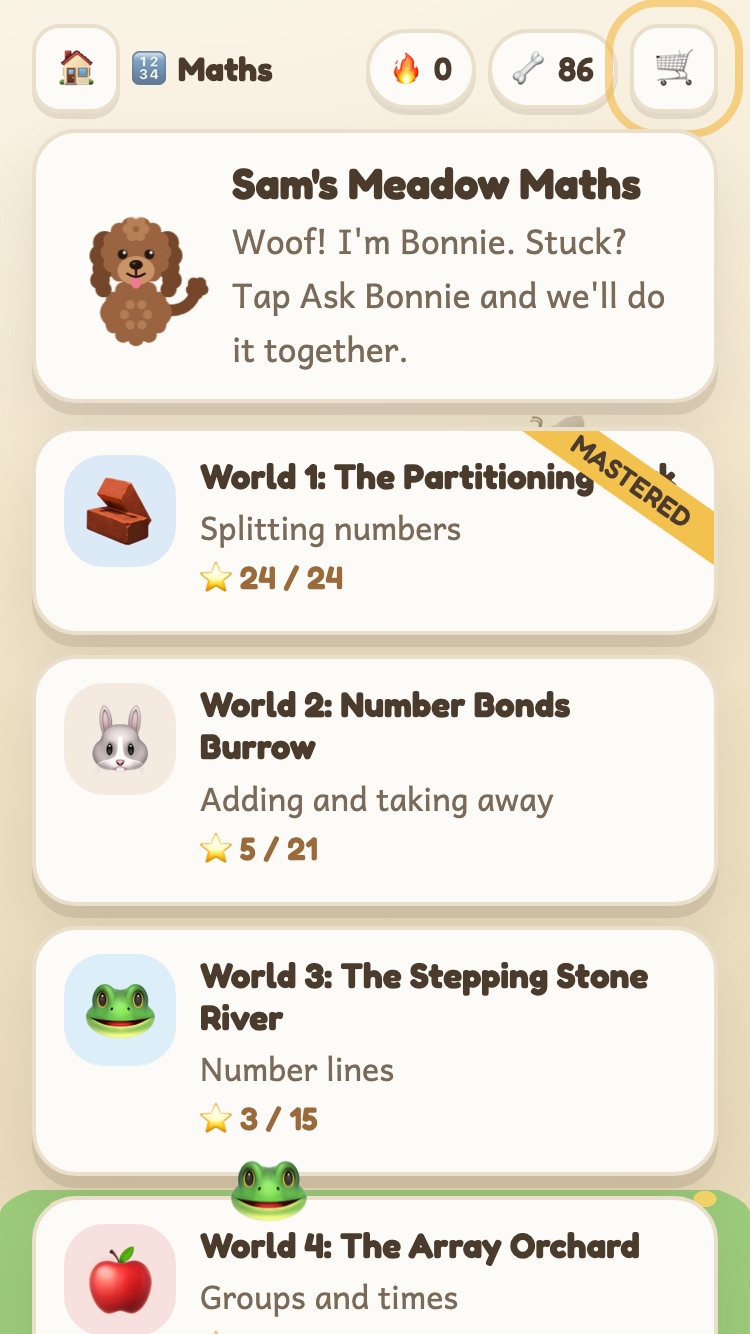 1234 Maths 0 86
Sam's Meadow Maths
Woof! I'm Bonnie. Stuck?
Tap Ask Bonnie and we'll do
it together.
World 1: The Partitioning
MASTERED
Splitting numbers
24 / 24
World 2: Number Bonds
Burrow
Adding and taking away
5 / 21
World 3: The Stepping Stone
River
Number lines
3 / 15
World 4: The Array Orchard
Groups and times